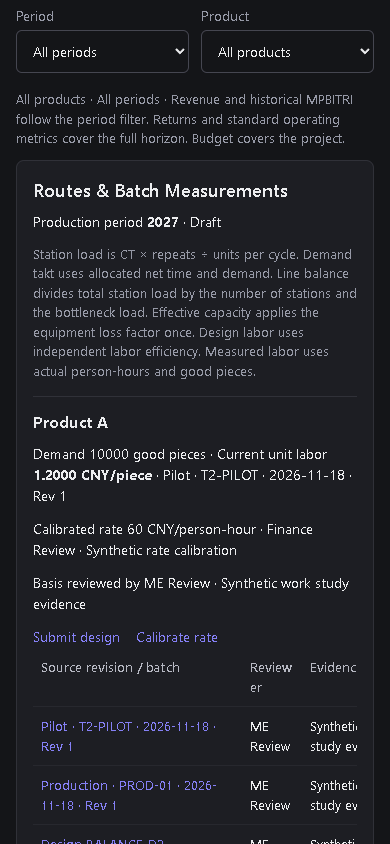 Period Product
All periods All products
All products · All periods · Revenue and historical MPBITRI
follow the period filter. Returns and standard operating
metrics cover the full horizon. Budget covers the project.
Routes & Batch Measurements
Production period 2027 · Draft
Station load is CT × repeats ÷ units per cycle. Demand
takt uses allocated net time and demand. Line balance
divides total station load by the number of stations and
the bottleneck load. Effective capacity applies the
equipment loss factor once. Design labor uses
independent labor efficiency. Measured labor uses
actual person-hours and good pieces.
Product A
Demand 10000 good pieces · Current unit labor
1.2000 CNY/piece · Pilot · T2-PILOT · 2026-11-18 ·
Rev 1
Calibrated rate 60 CNY/person-hour · Finance
Review · Synthetic rate calibration
Basis reviewed by ME Review · Synthetic work study
evidence
Submit design Calibrate rate
Source revision / batch Review
er
Pilot · T2-PILOT · 2026-11-18 · ME
Rev 1 Review study
Production · PROD-01 · 2026- ME
11-18 · Rev 1 Review study